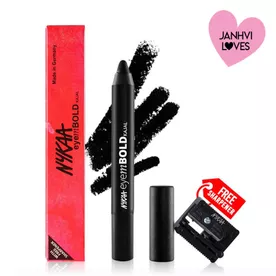 JANHVI
LOVES
Made in Germany
NYKAA
eyemBOLD KAJAL
NYKAA eyemBOLD KAJAL
FREE
SHARPENER